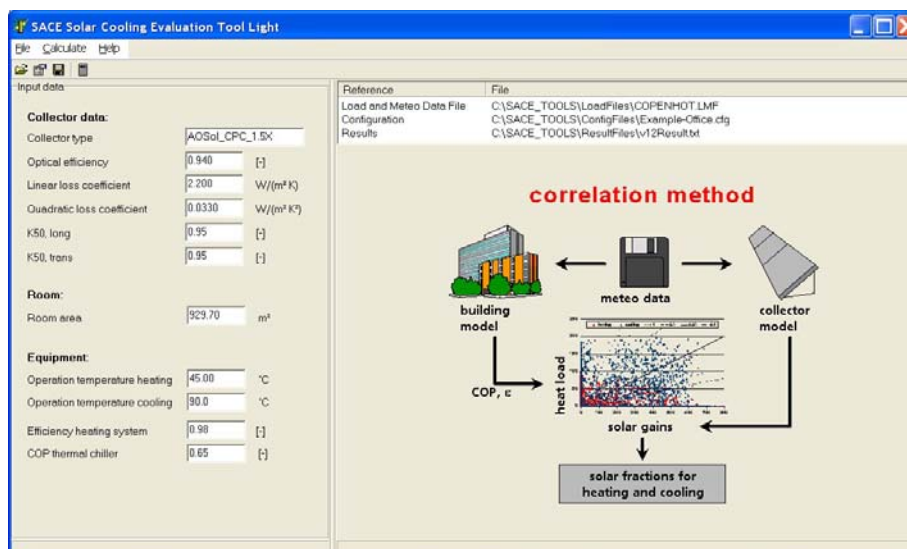 SACE Solar Cooling Evaluation Tool Light
File Calculate Help
Input data
Collector data:
Collector type AOSol_CPC_1.5X
Optical efficiency 0.940 [-]
Linear loss coefficient 2.200 W/(m² K)
Quadratic loss coefficient 0.0330 W/(m² K²)
K50, long 0.95 [-]
K50, trans 0.95 [-]
Room:
Room area 929.70 m²
Equipment:
Operation temperature heating 45.00 °C
Operation temperature cooling 90.0 °C
Efficiency heating system 0.98 [-]
COP thermal chiller 0.65 [-]
Reference File
Load and Meteo Data File C:\SACE_TOOLS\LoadFiles\COPENHOT.LMF
Configuration C:\SACE_TOOLS\ConfigFiles\Example-Office.cfg
Results C:\SACE_TOOLS\ResultFiles\v12Result.txt
correlation method
building
model
meteo data
collector
model
COP, ε
heat load
solar gains
solar fractions for
heating and cooling